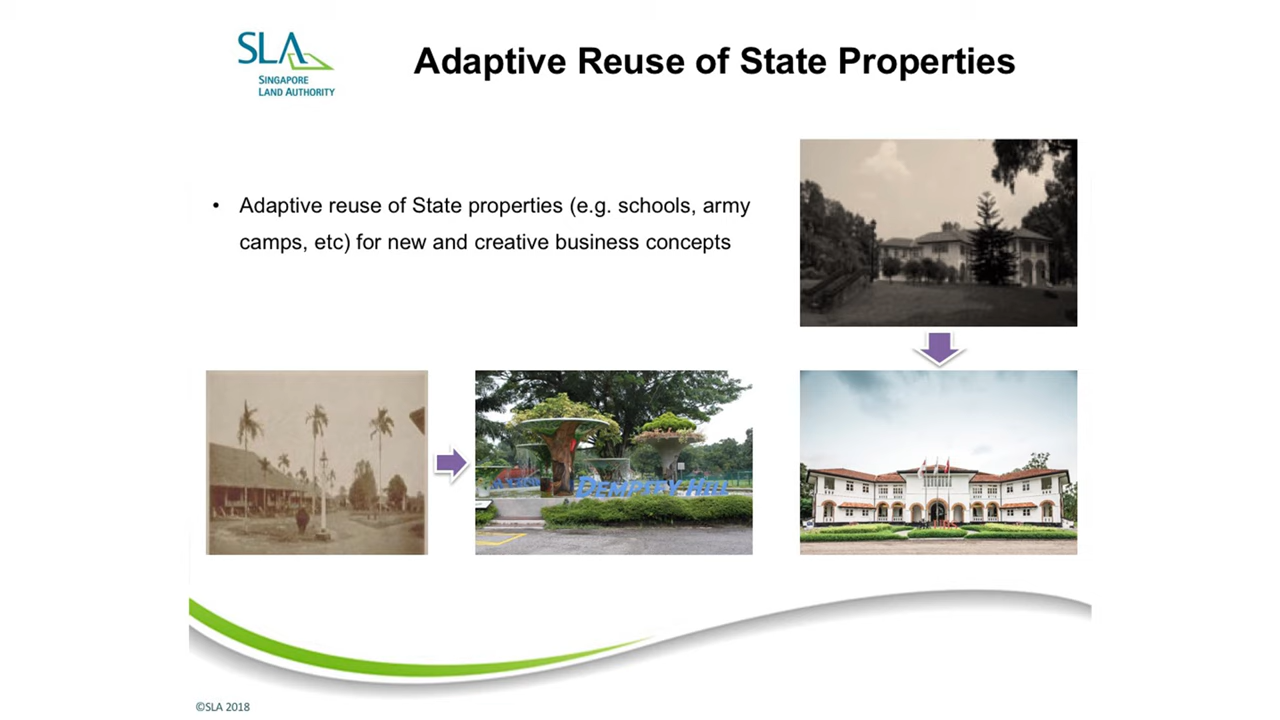 SLA
SINGAPORE
LAND AUTHORITY
Adaptive Reuse of State Properties
• Adaptive reuse of State properties (e.g. schools, army
camps, etc) for new and creative business concepts
DEMPSEY HILL
©SLA 2018